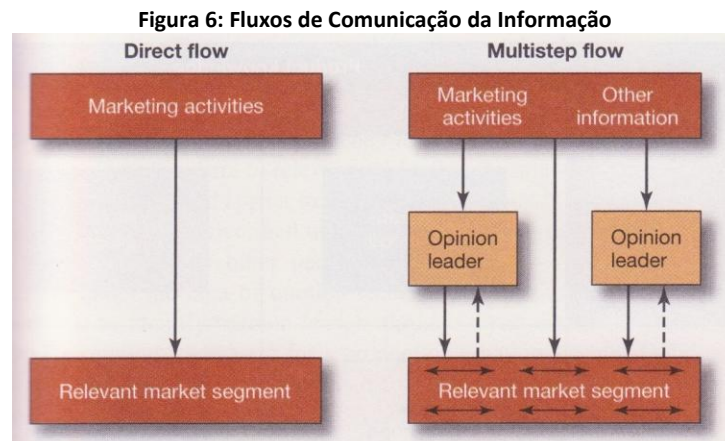 Figura 6: Fluxos de Comunicação da Informação
Direct flow
Marketing activities
Relevant market segment
Multistep flow
Marketing
activities
Other
information
Opinion
leader
Opinion
leader
Relevant market segment